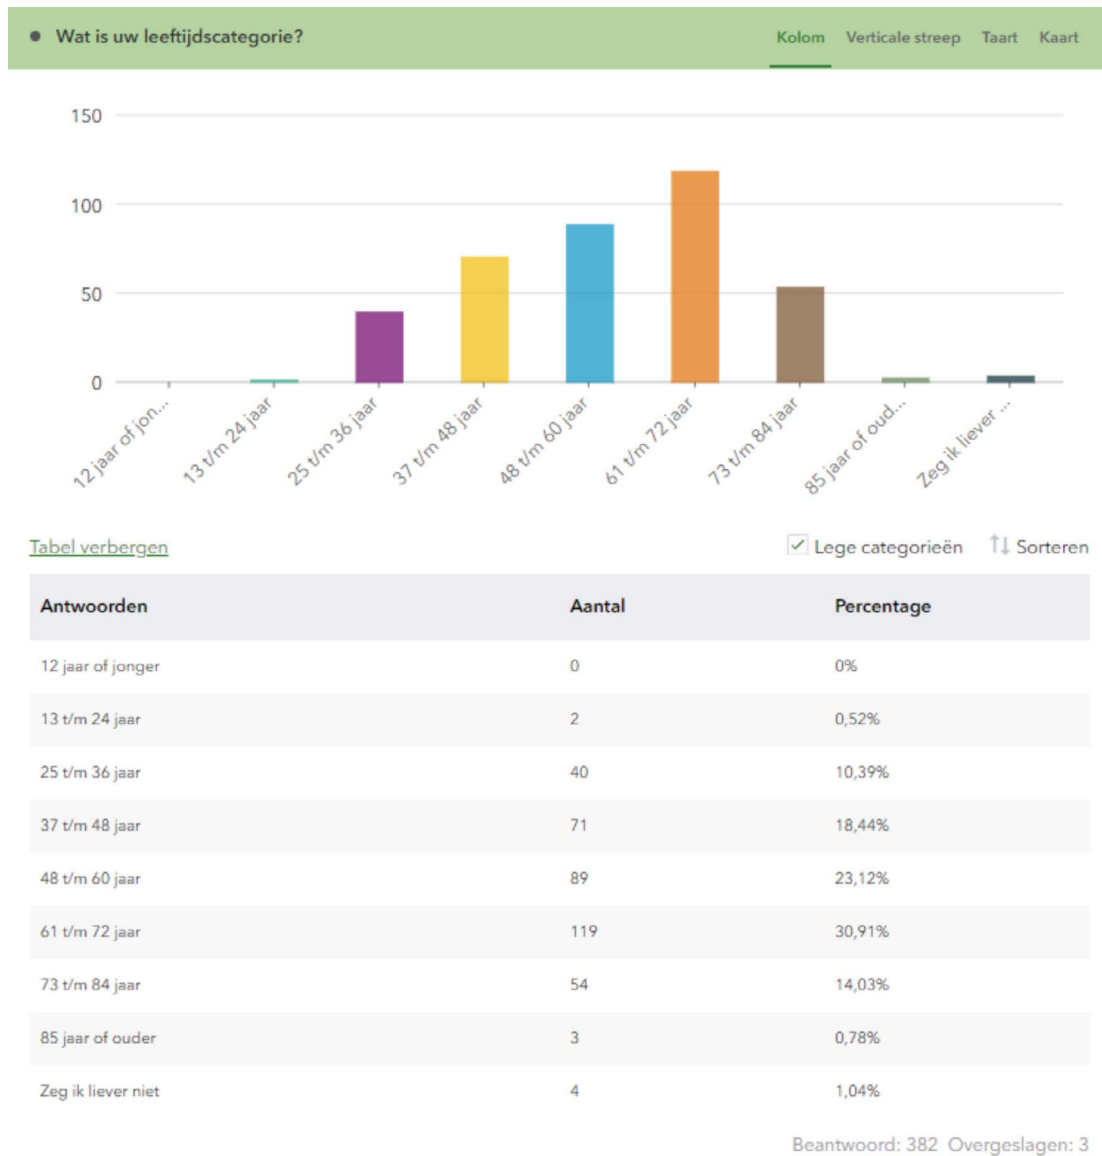 Wat is uw leeftijdscategorie? Kolom Verticale streep Taart Kaart
150
100
50
0
12 jaar of jon... 13 t/m 24 jaar 25 t/m 36 jaar 37 t/m 48 jaar 48 t/m 60 jaar 61 t/m 72 jaar 73 t/m 84 jaar 85 jaar of oud... Zeg ik liever ...
Tabel verbergen Lege categorieën Sorteren
Antwoorden Aantal Percentage
12 jaar of jonger 0 0%
13 t/m 24 jaar 2 0,52%
25 t/m 36 jaar 40 10,39%
37 t/m 48 jaar 71 18,44%
48 t/m 60 jaar 89 23,12%
61 t/m 72 jaar 119 30,91%
73 t/m 84 jaar 54 14,03%
85 jaar of ouder 3 0,78%
Zeg ik liever niet 4 1,04%
Beantwoord: 382 Overgeslagen: 3